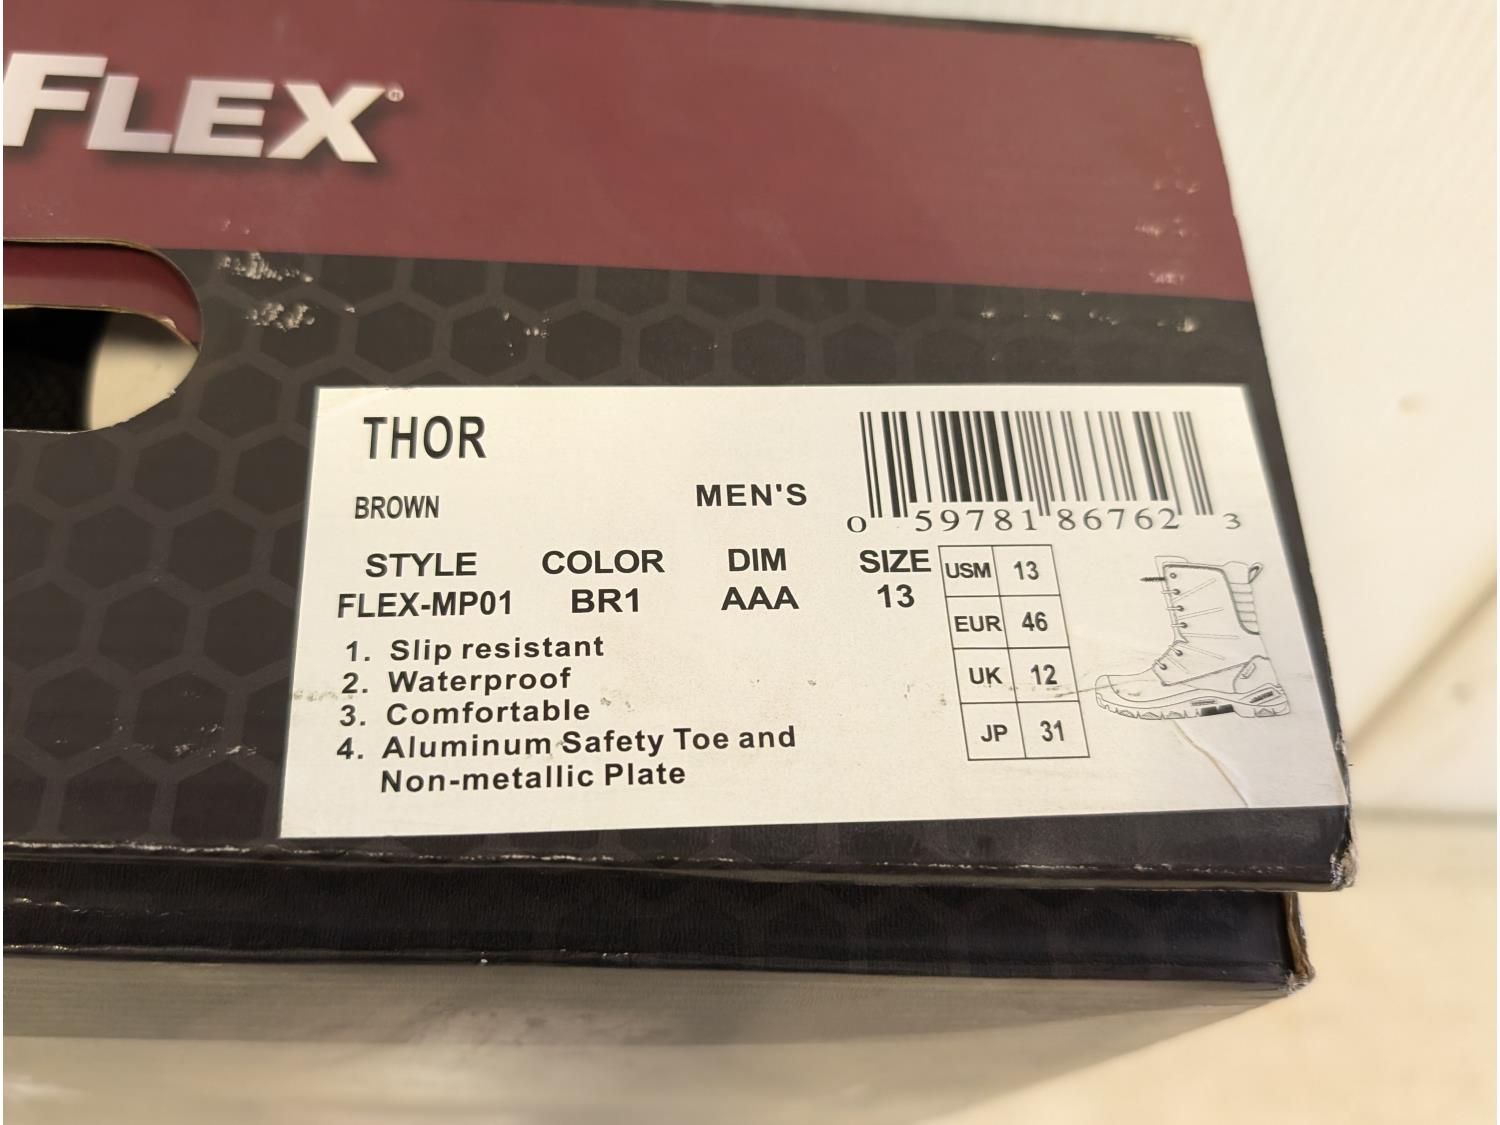 FLEX®
THOR
BROWN MEN'S
0 59781 86762 3
STYLE COLOR DIM SIZE
FLEX-MP01 BR1 AAA 13
USM 13
EUR 46
UK 12
JP 31
1. Slip resistant
2. Waterproof
3. Comfortable
4. Aluminum Safety Toe and
Non-metallic Plate